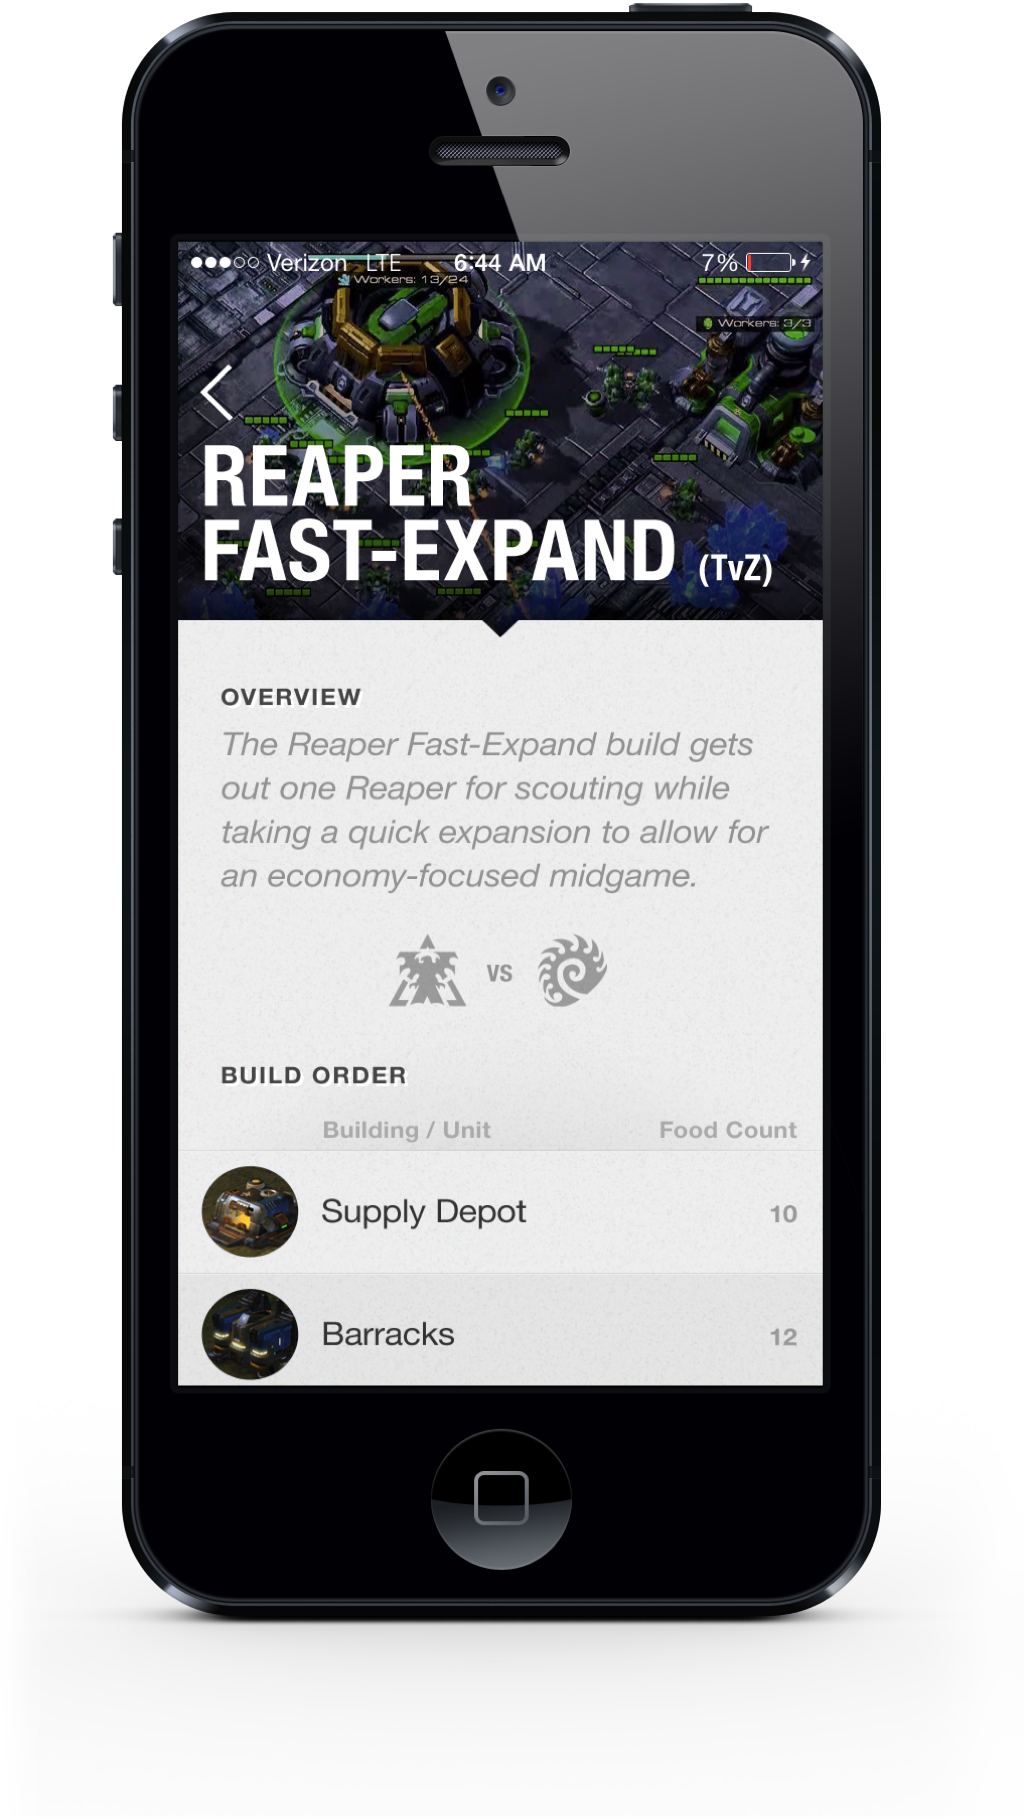 Verizon LTE 6:44 AM 7%
Workers: 13/24
Workers: 3/3
REAPER
FAST-EXPAND (TvZ)
OVERVIEW
The Reaper Fast-Expand build gets
out one Reaper for scouting while
taking a quick expansion to allow for
an economy-focused midgame.
VS
BUILD ORDER
Building / Unit Food Count
Supply Depot 10
Barracks 12